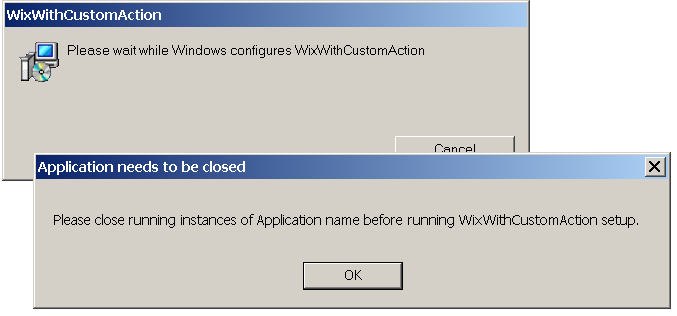 WixWithCustomAction
Please wait while Windows configures WixWithCustomAction
Cancel
Application needs to be closed
Please close running instances of Application name before running WixWithCustomAction setup.
OK